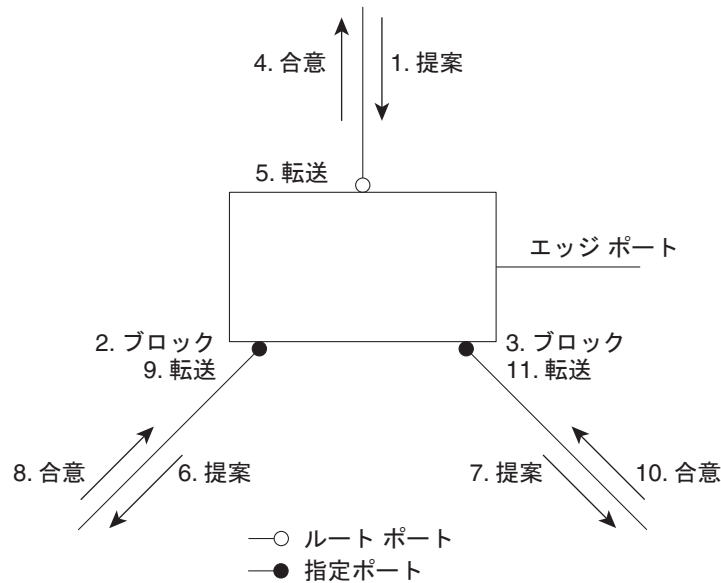 4. 合意
1. 提案
5. 転送
エッジ ポート
2. ブロック
9. 転送
3. ブロック
11. 転送
8. 合意
6. 提案
7. 提案
10. 合意
ルート ポート
指定ポート